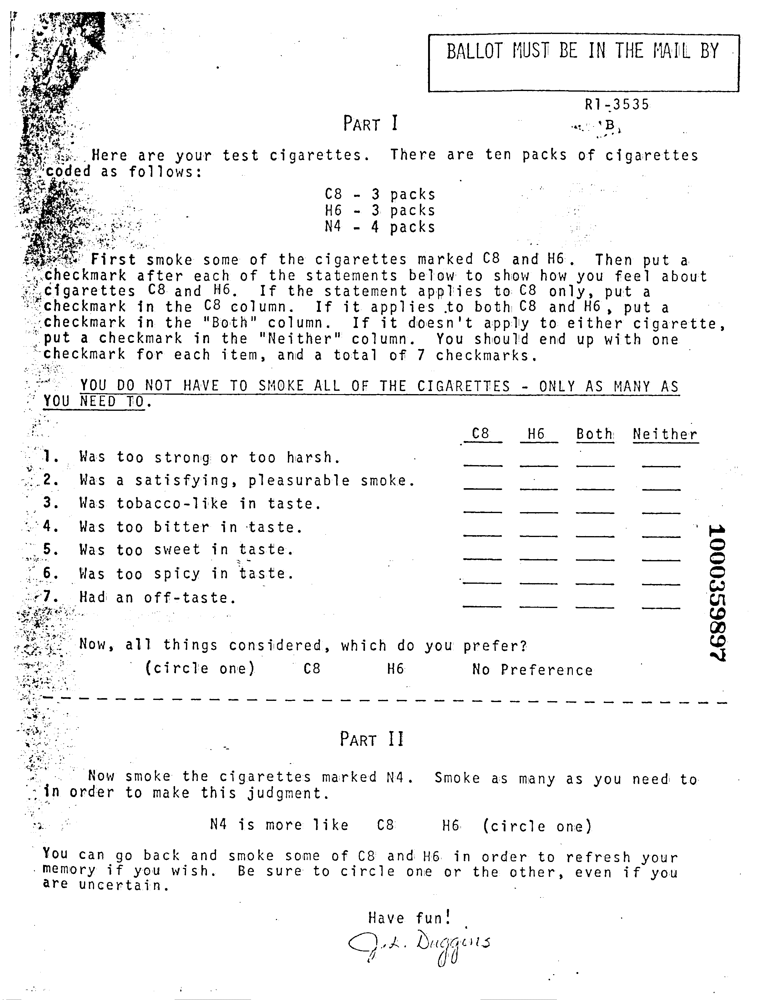 BALLOT MUST BE IN THE MAIL BY
R1-3535
B
PART I
Here are your test cigarettes. There are ten packs of cigarettes
coded as follows:
C8 - 3 packs
H6 - 3 packs
N4 - 4 packs
First smoke some of the cigarettes marked C8 and H6. Then put a
checkmark after each of the statements below to show how you feel about
cigarettes C8 and H6. If the statement applies to C8 only, put a
checkmark in the C8 column. If it applies to both C8 and H6, put a
checkmark in the "Both" column. If it doesn't apply to either cigarette,
put a checkmark in the "Neither" column. You should end up with one
checkmark for each item, and a total of 7 checkmarks.
YOU DO NOT HAVE TO SMOKE ALL OF THE CIGARETTES - ONLY AS MANY AS
YOU NEED TO.
C8 H6 Both Neither
1. Was too strong or too harsh.
2. Was a satisfying, pleasurable smoke.
3. Was tobacco-like in taste.
4. Was too bitter in taste.
5. Was too sweet in taste.
6. Was too spicy in taste.
7. Had an off-taste.
1000359897
Now, all things considered, which do you prefer?
(circle one) C8 H6 No Preference
PART II
Now smoke the cigarettes marked N4. Smoke as many as you need to
in order to make this judgment.
N4 is more like C8 H6 (circle one)
You can go back and smoke some of C8 and H6 in order to refresh your
memory if you wish. Be sure to circle one or the other, even if you
are uncertain.
Have fun!
J.L. Duggins